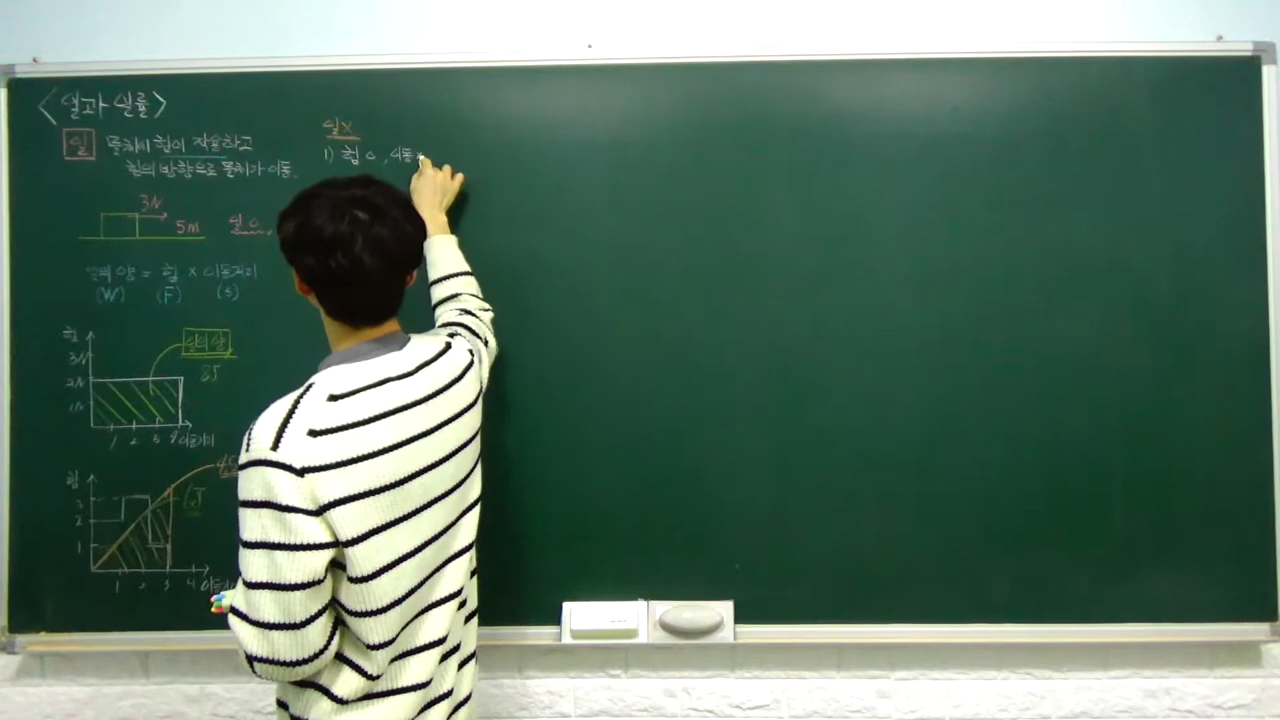 <일과 일률>
일 물체에 힘이 작용하고
힘의 방향으로 물체가 이동.
3N
5m 일 o
일의 양 = 힘 x 이동거리
(W) (F) (s)
힘
3N
2N
1N
1 2 3 4 이동거리
일의 양
8J
힘
3
2
1
1 2 3 4
일X
1) 힘 o, 이동x